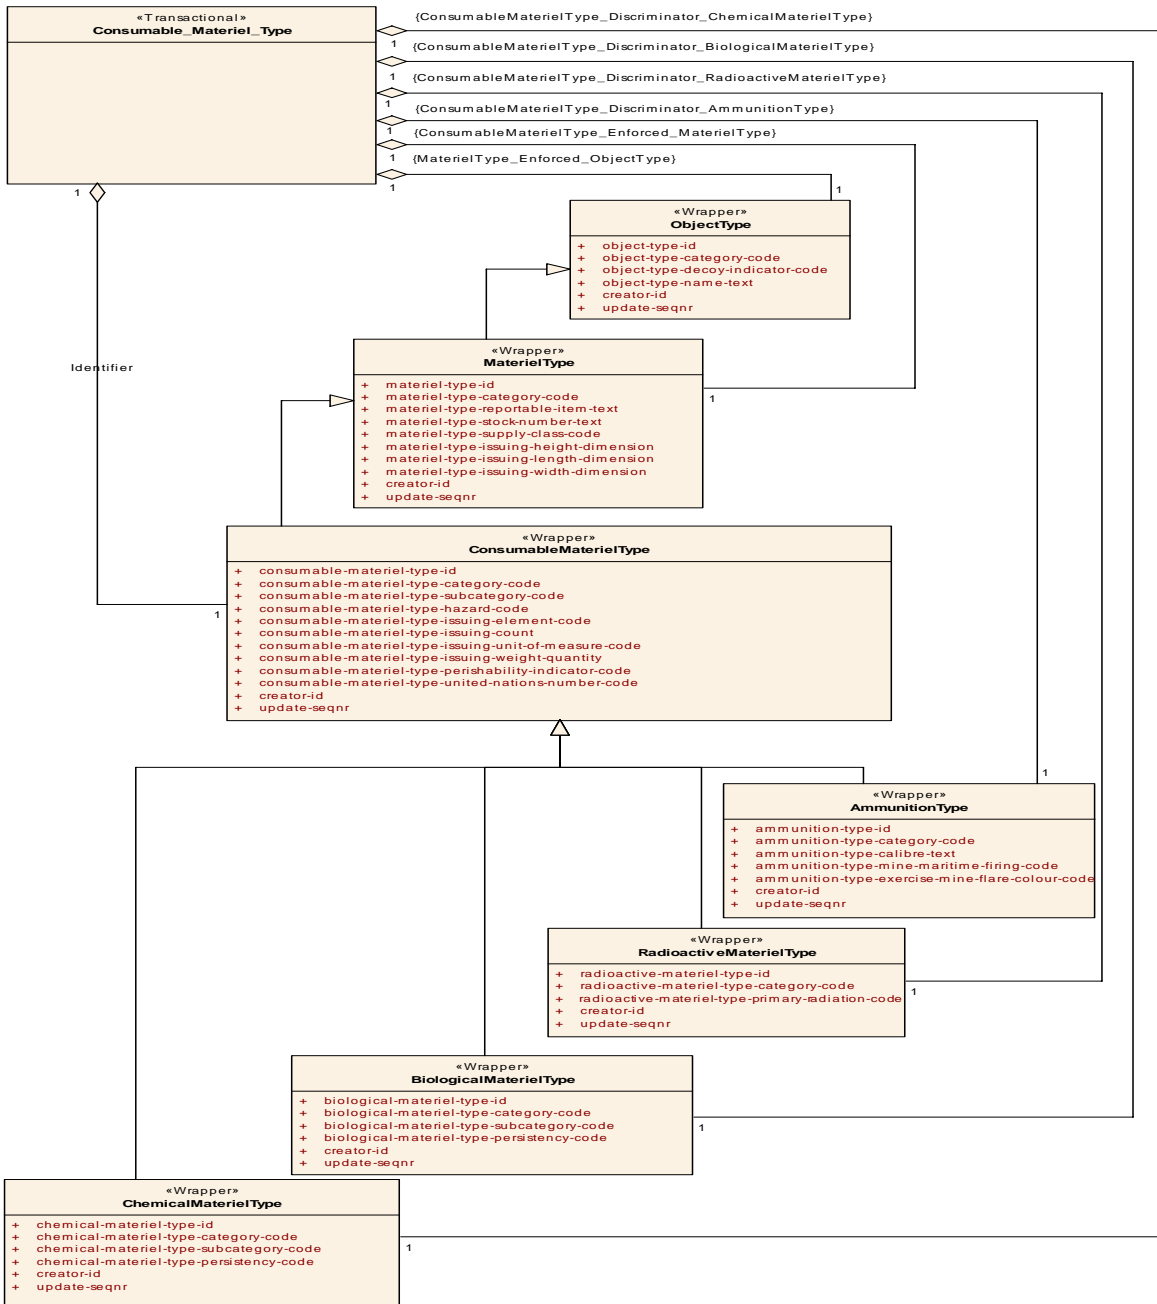 «Transactional»
Consumable_Materiel_Type
{ConsumableMaterielType_Discriminator_ChemicalMaterielType}
1
{ConsumableMaterielType_Discriminator_BiologicalMaterielType}
1
{ConsumableMaterielType_Discriminator_RadioactiveMaterielType}
1
{ConsumableMaterielType_Discriminator_AmmunitionType}
1
{ConsumableMaterielType_Enforced_MaterielType}
1
{MaterielType_Enforced_ObjectType}
1
1
1
«Wrapper»
ObjectType
+ object-type-id
+ object-type-category-code
+ object-type-decoy-indicator-code
+ object-type-name-text
+ creator-id
+ update-seqnr
Identifier
«Wrapper»
MaterielType
+ materiel-type-id
+ materiel-type-category-code
+ materiel-type-reportable-item-text
+ materiel-type-stock-number-text
+ materiel-type-supply-class-code
+ materiel-type-issuing-height-dimension
+ materiel-type-issuing-length-dimension
+ materiel-type-issuing-width-dimension
+ creator-id
+ update-seqnr
1
«Wrapper»
ConsumableMaterielType
+ consumable-materiel-type-id
+ consumable-materiel-type-category-code
+ consumable-materiel-type-subcategory-code
+ consumable-materiel-type-hazard-code
+ consumable-materiel-type-issuing-element-code
+ consumable-materiel-type-issuing-count
+ consumable-materiel-type-issuing-unit-of-measure-code
+ consumable-materiel-type-issuing-weight-quantity
+ consumable-materiel-type-perishability-indicator-code
+ consumable-materiel-type-united-nations-number-code
+ creator-id
+ update-seqnr
1
1
«Wrapper»
AmmunitionType
+ ammunition-type-id
+ ammunition-type-category-code
+ ammunition-type-calibre-text
+ ammunition-type-mine-maritime-firing-code
+ ammunition-type-exercise-mine-flare-colour-code
+ creator-id
+ update-seqnr
«Wrapper»
RadioactiveMaterielType
+ radioactive-materiel-type-id
+ radioactive-materiel-type-category-code
+ radioactive-materiel-type-primary-radiation-code
+ creator-id
+ update-seqnr
1
«Wrapper»
BiologicalMaterielType
+ biological-materiel-type-id
+ biological-materiel-type-category-code
+ biological-materiel-type-subcategory-code
+ biological-materiel-type-persistency-code
+ creator-id
+ update-seqnr
1
«Wrapper»
ChemicalMaterielType
+ chemical-materiel-type-id
+ chemical-materiel-type-category-code
+ chemical-materiel-type-subcategory-code
+ chemical-materiel-type-persistency-code
+ creator-id
+ update-seqnr
1